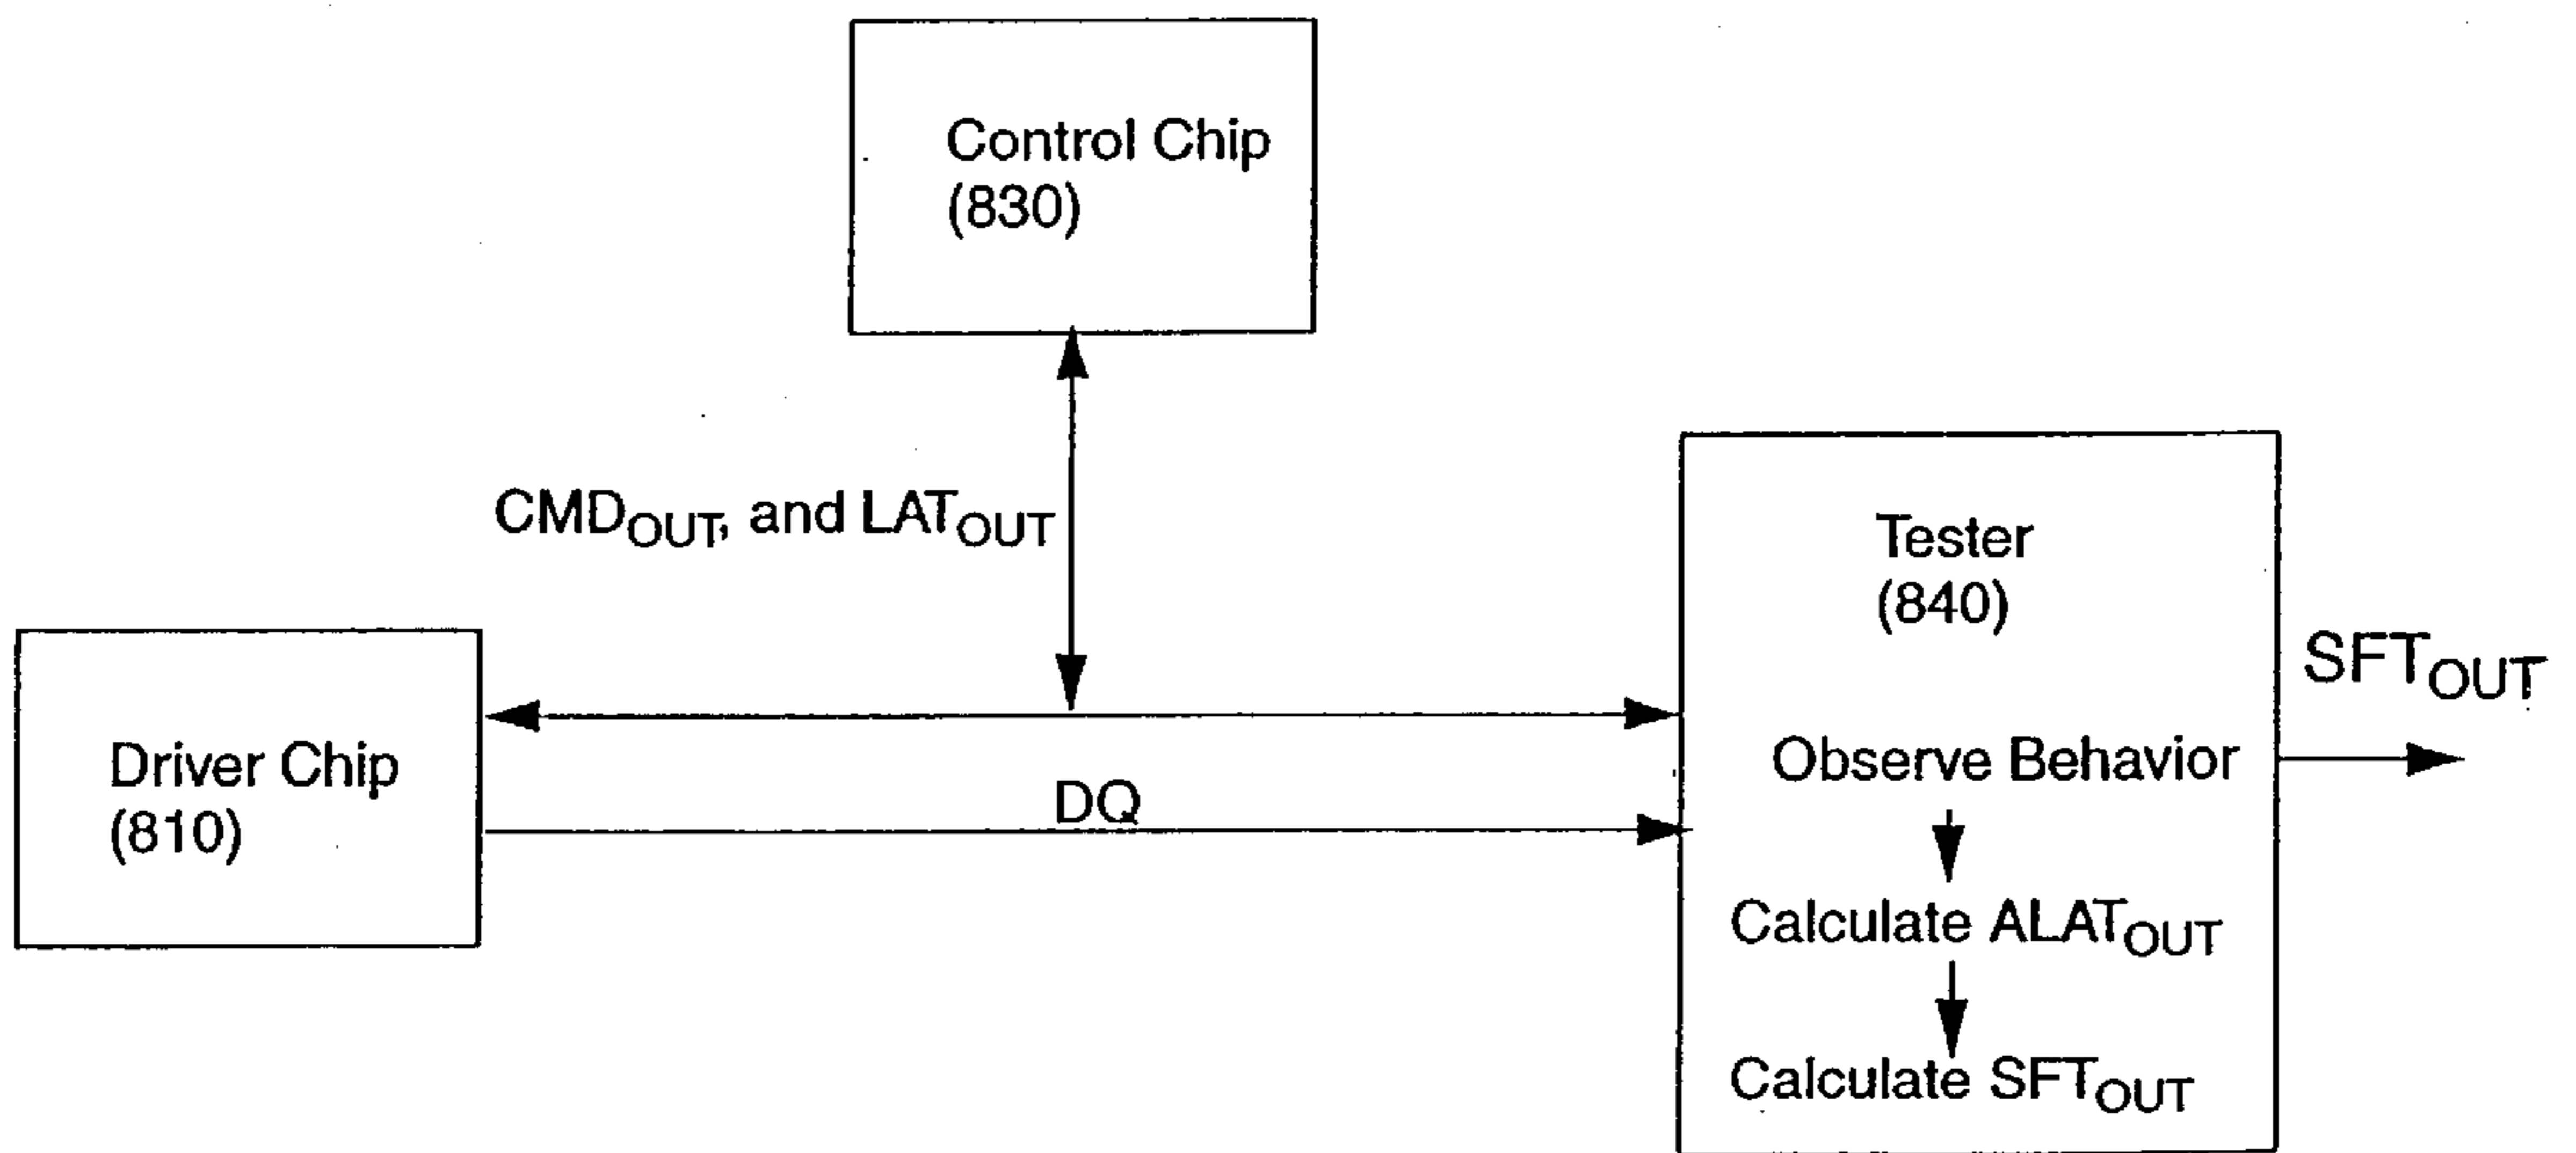 Control Chip
(830)
CMDOUT, and LATOUT
Tester
(840)
SFTOUT
Driver Chip
(810)
Observe Behavior
DQ
Calculate ALATOUT
Calculate SFTOUT